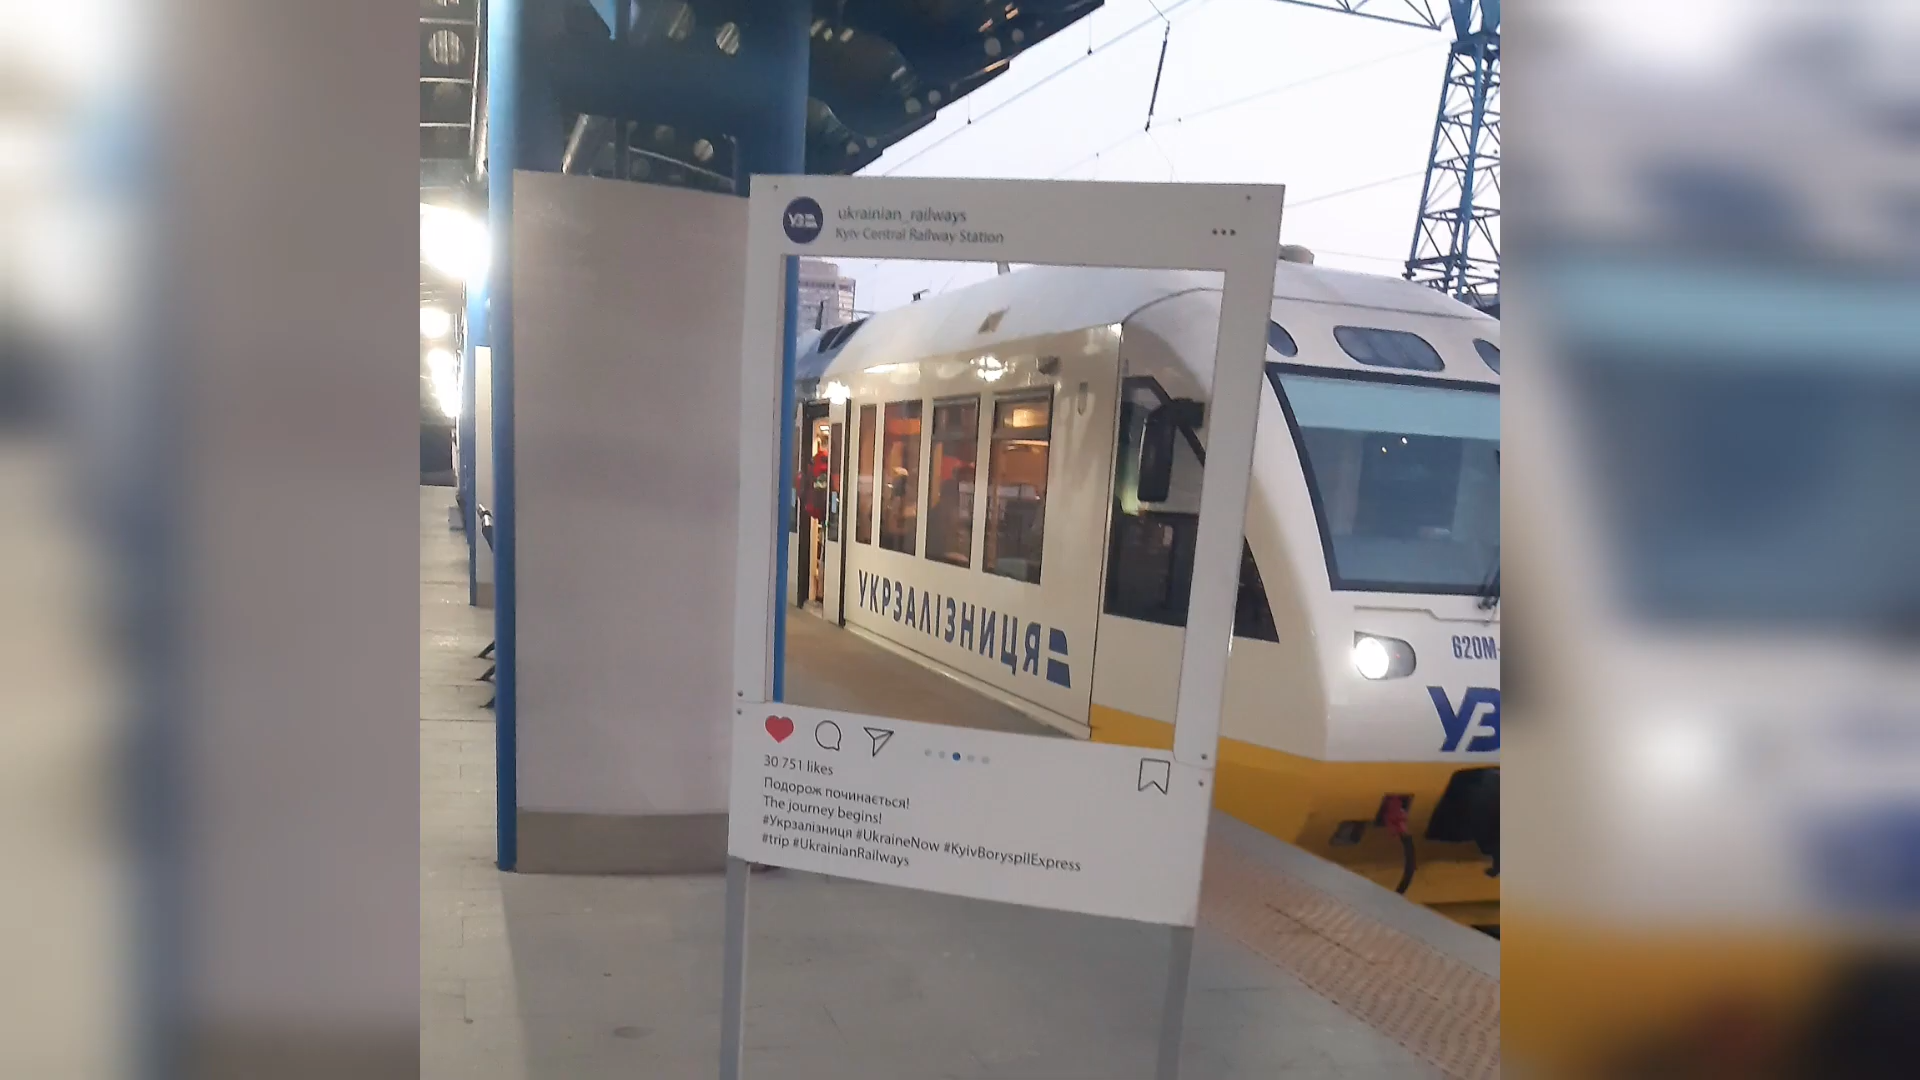 УЗ
ukrainian_railways
Kyiv Central Railway Station
УКРЗАЛІЗНИЦЯ
620М-
УЗ
30 751 likes
Подорож починається!
The journey begins!
#Укрзалізниця #UkraineNow #KyivBoryspilExpress
#trip #UkrainianRailways